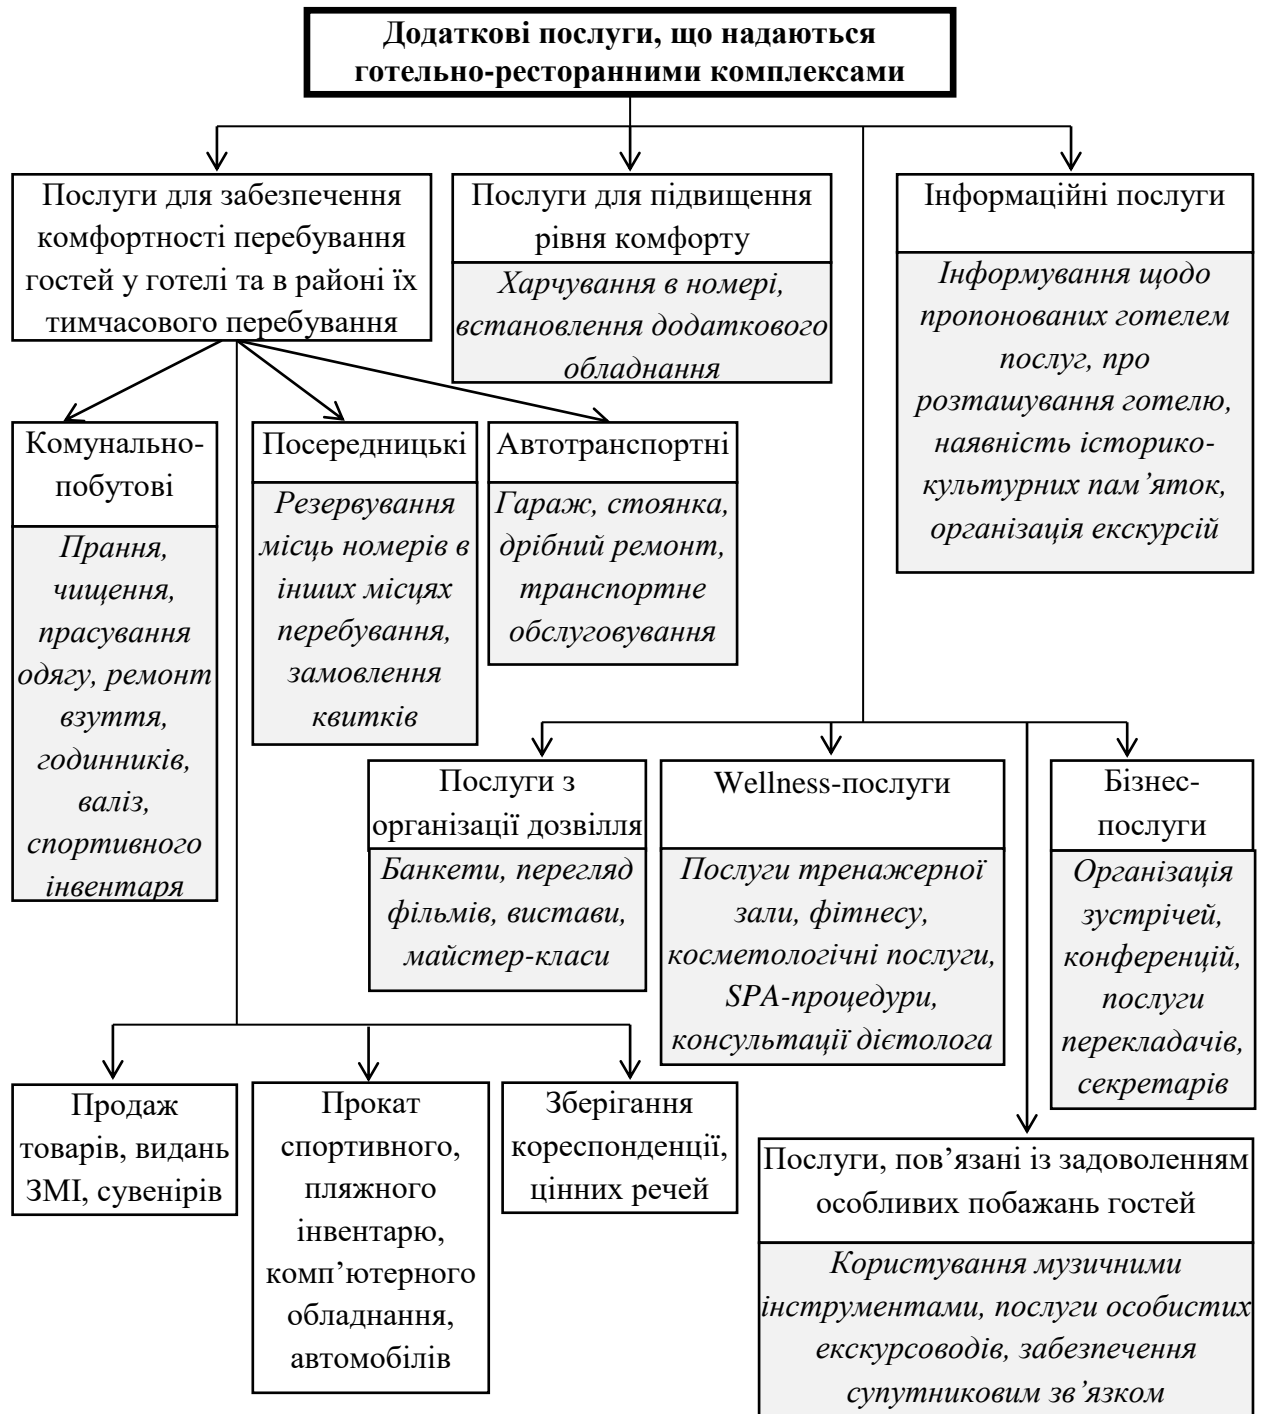 Додаткові послуги, що надаються
готельно-ресторанними комплексами
Послуги для забезпечення
комфортності перебування
гостей у готелі та в районі їх
тимчасового перебування
Послуги для підвищення
рівня комфорту
Харчування в номері,
встановлення додаткового
обладнання
Інформаційні послуги
Інформування щодо
пропонованих готелем
послуг, про
розташування готелю,
наявність історико-
культурних пам’яток,
організація екскурсій
Комунально-
побутові
Прання,
чищення,
прасування
одягу, ремонт
взуття,
годинників,
валіз,
спортивного
інвентаря
Посередницькі
Резервування
місць номерів в
інших місцях
перебування,
замовлення
квитків
Автотранспортні
Гараж, стоянка,
дрібний ремонт,
транспортне
обслуговування
Послуги з
організації дозвілля
Банкети, перегляд
фільмів, вистави,
майстер-класи
Wellness-послуги
Послуги тренажерної
зали, фітнесу,
косметологічні послуги,
SPA-процедури,
консультації дієтолога
Бізнес-
послуги
Організація
зустрічей,
конференцій,
послуги
перекладачів,
секретарів
Продаж
товарів, видань
ЗМІ, сувенірів
Прокат
спортивного,
пляжного
інвентарю,
комп’ютерного
обладнання,
автомобілів
Зберігання
кореспонденції,
цінних речей
Послуги, пов’язані із задоволенням
особливих побажань гостей
Користування музичними
інструментами, послуги особистих
екскурсоводів, забезпечення
супутниковим зв’язком